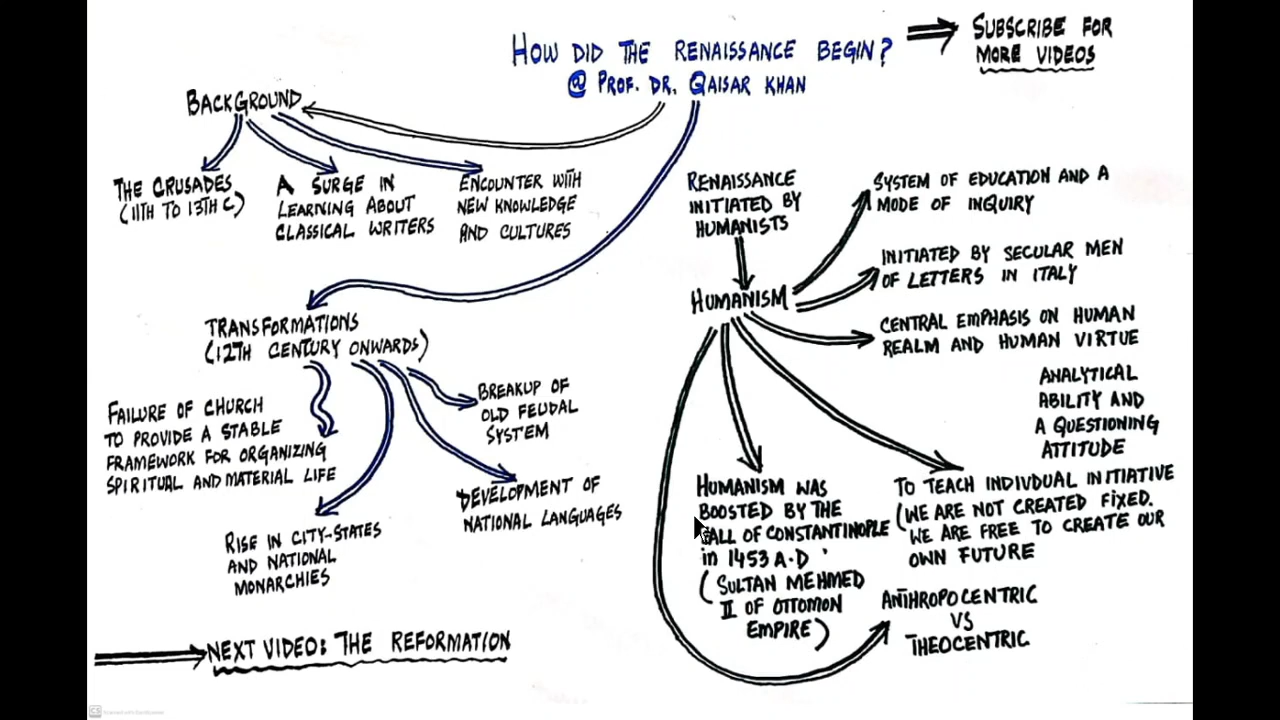 HOW DID THE RENAISSANCE BEGIN?
@ PROF. DR. QAISAR KHAN
SUBSCRIBE FOR
MORE VIDEOS
BACKGROUND
THE CRUSADES
(11TH TO 13TH C)
A SURGE IN
LEARNING ABOUT
CLASSICAL WRITERS
ENCOUNTER WITH
NEW KNOWLEDGE
AND CULTURES
TRANSFORMATIONS
(12TH CENTURY ONWARDS)
FAILURE OF CHURCH
TO PROVIDE A STABLE
FRAMEWORK FOR ORGANIZING
SPIRITUAL AND MATERIAL LIFE
RISE IN CITY-STATES
AND NATIONAL
MONARCHIES
DEVELOPMENT OF
NATIONAL LANGUAGES
BREAKUP OF
OLD FEUDAL
SYSTEM
RENAISSANCE
INITIATED BY
HUMANISTS
HUMANISM
SYSTEM OF EDUCATION AND A
MODE OF INQUIRY
INITIATED BY SECULAR MEN
OF LETTERS IN ITALY
CENTRAL EMPHASIS ON HUMAN
REALM AND HUMAN VIRTUE
ANALYTICAL
ABILITY AND
A QUESTIONING
ATTITUDE
TO TEACH INDIVDUAL INITIATIVE
(WE ARE NOT CREATED FIXED.
WE ARE FREE TO CREATE OUR
OWN FUTURE
HUMANISM WAS
BOOSTED BY THE
FALL OF CONSTANTINOPLE
in 1453 A.D
(SULTAN MEHMED
II OF OTTOMON
EMPIRE)
ANTHROPOCENTRIC
VS
THEOCENTRIC
NEXT VIDEO: THE REFORMATION
CS Scanned with CamScanner